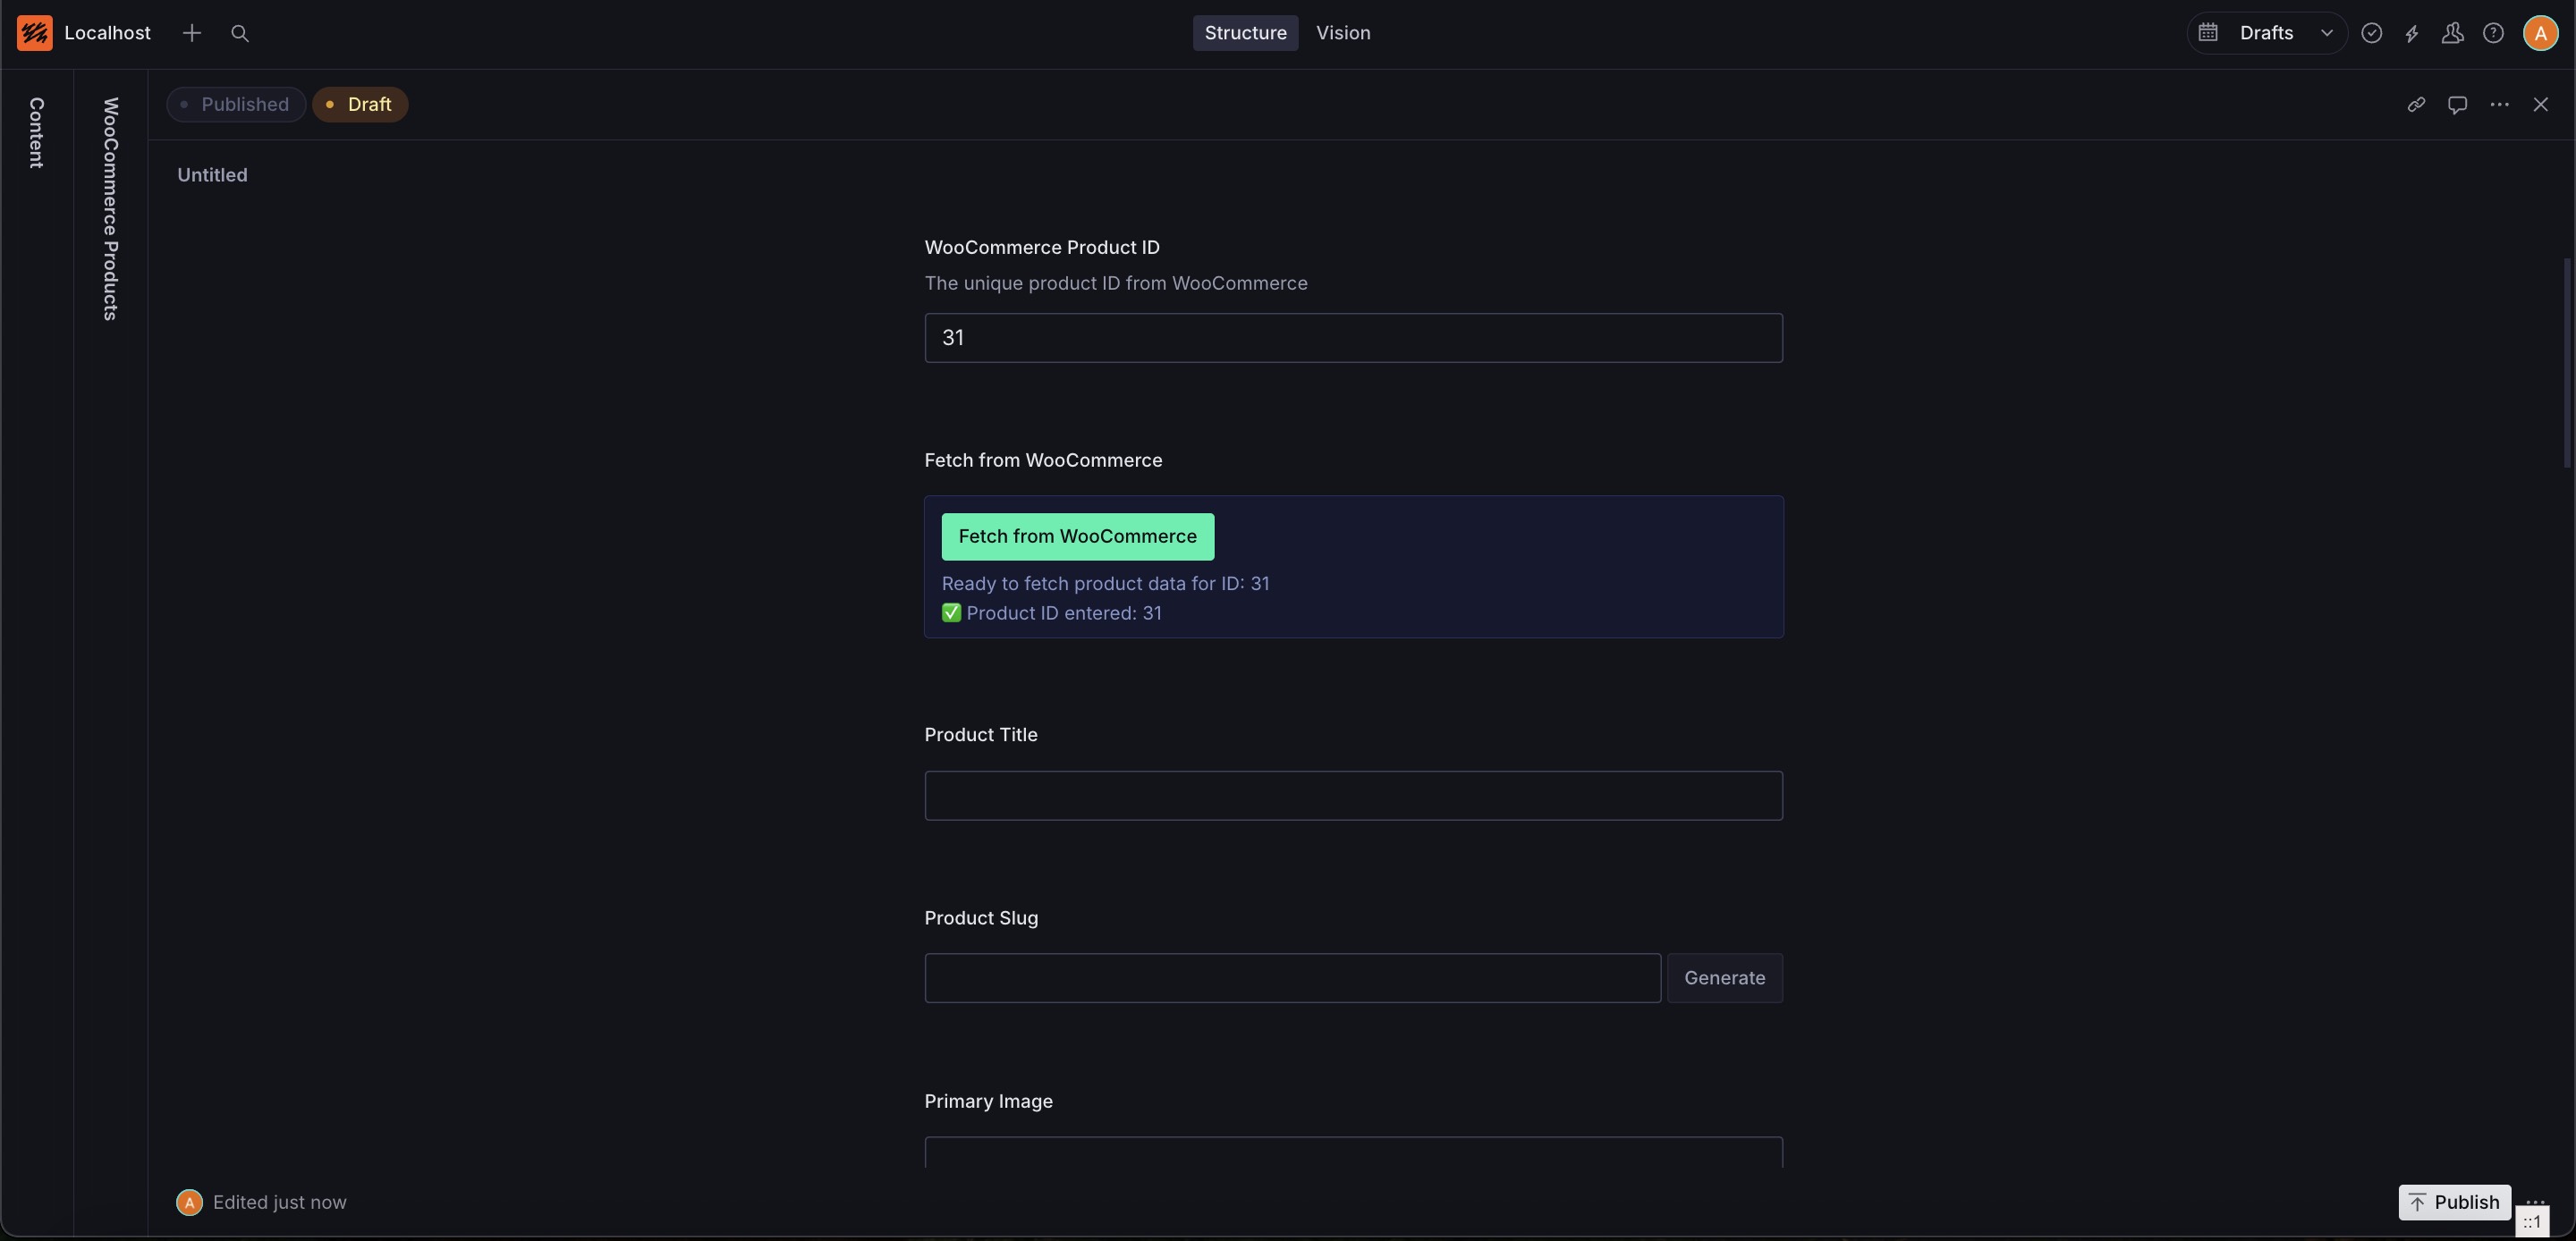 Localhost
Structure
Vision
Drafts
A
Content
WooCommerce Products
Published
Draft
Untitled
WooCommerce Product ID
The unique product ID from WooCommerce
31
Fetch from WooCommerce
Fetch from WooCommerce
Ready to fetch product data for ID: 31
✅ Product ID entered: 31
Product Title
Product Slug
Generate
Primary Image
A
Edited just now
Publish
::1